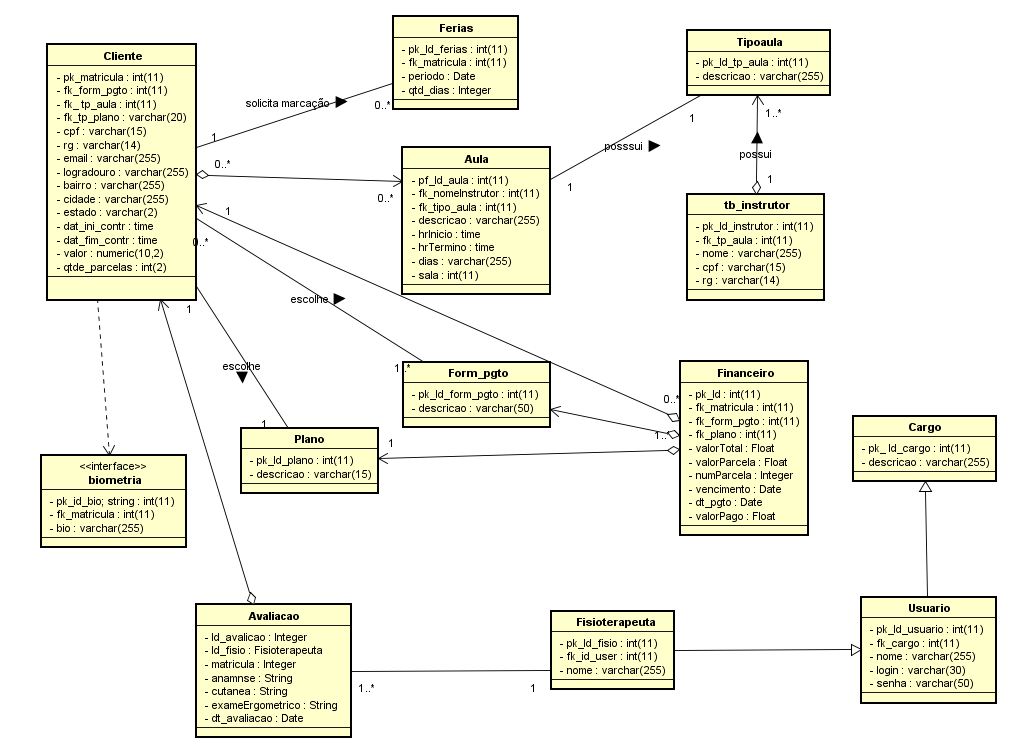 Cliente
- pk_matricula : int(11)
- fk_form_pgto : int(11)
- fk_tp_aula : int(11)
- fk_tp_plano : varchar(20)
- cpf : varchar(15)
- rg : varchar(14)
- email : varchar(255)
- logradouro : varchar(255)
- bairro : varchar(255)
- cidade : varchar(255)
- estado : varchar(2)
- dat_ini_contr : time
- dat_fim_contr : time
- valor : numeric(10,2)
- qtde_parcelas : int(2)
Ferias
- pk_Id_ferias : int(11)
- fk_matricula : int(11)
- periodo : Date
- qtd_dias : Integer
solicita marcação
0..*
1
Tipoaula
- pk_Id_tp_aula : int(11)
- descricao : varchar(255)
1
1..*
posssui
possui
1
1
Aula
- pf_Id_aula : int(11)
- fk_nomeInstrutor : int(11)
- fk_tipo_aula : int(11)
- descricao : varchar(255)
- hrInicio : time
- hrTermino : time
- dias : varchar(255)
- sala : int(11)
0..*
0..*
tb_instrutor
- pk_Id_instrutor : int(11)
- fk_tp_aula : int(11)
- nome : varchar(255)
- cpf : varchar(15)
- rg : varchar(14)
1
0..*
escolhe
1..*
1
escolhe
1
Form_pgto
- pk_Id_form_pgto : int(11)
- descricao : varchar(50)
Financeiro
- pk_Id : int(11)
- fk_matricula : int(11)
- fk_form_pgto : int(11)
- fk_plano : int(11)
- valorTotal : Float
- valorParcela : Float
- numParcela : Integer
- vencimento : Date
- dt_pgto : Date
- valorPago : Float
0..*
1..*
Plano
- pk_Id_plano : int(11)
- descricao : varchar(15)
1
Cargo
- pk_ Id_cargo : int(11)
- descricao : varchar(255)
<<interface>>
biometria
- pk_id_bio; string : int(11)
- fk_matricula : int(11)
- bio : varchar(255)
Avaliacao
- Id_avalicao : Integer
- Id_fisio : Fisioterapeuta
- matricula : Integer
- anamnse : String
- cutanea : String
- exameErgometrico : String
- dt_avaliacao : Date
1..*
1
Fisioterapeuta
- pk_Id_fisio : int(11)
- fk_id_user : int(11)
- nome : varchar(255)
Usuario
- pk_Id_usuario : int(11)
- fk_cargo : int(11)
- nome : varchar(255)
- login : varchar(30)
- senha : varchar(50)